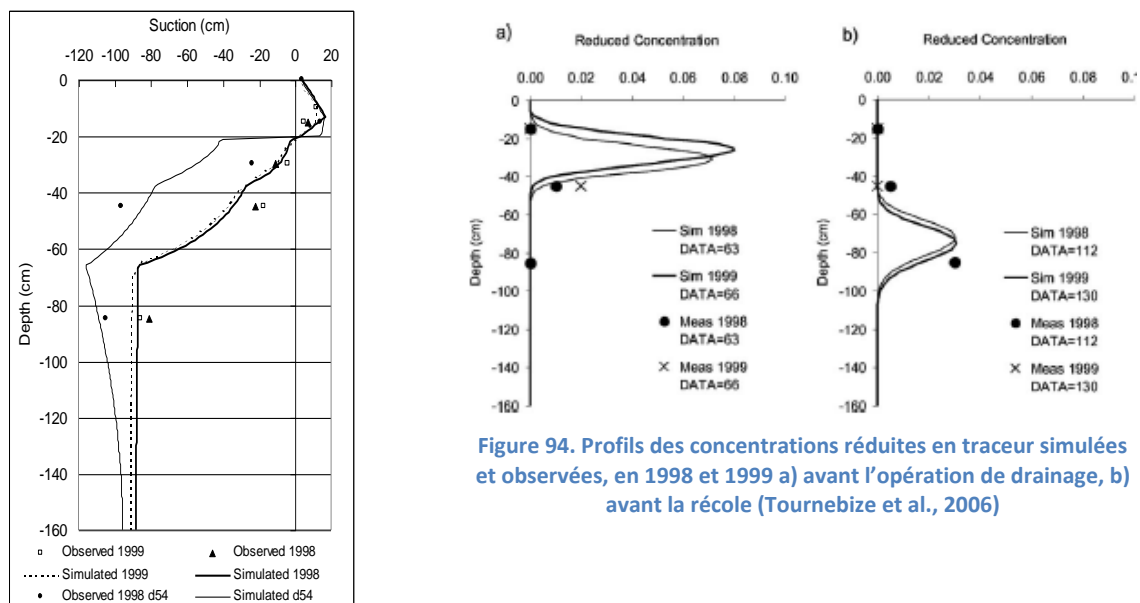 Suction (cm)
-120 -100 -80 -60 -40 -20 0 20
0
-20
-40
-60
-80
-100
-120
-140
-160
Depth (cm)
Observed 1999
Observed 1998
Simulated 1999
Simulated 1998
Observed 1998 d54
Simulated d54
a)
Reduced Concentration
0.00 0.02 0.04 0.06 0.08 0.10
0
-20
-40
-60
-80
-100
-120
-140
-160
Depth (cm)
Sim 1998
DATA=63
Sim 1999
DATA=66
Meas 1998
DATA=63
Meas 1999
DATA=66
b)
Reduced Concentration
0.00 0.02 0.04 0.06 0.08 0.1
0
-20
-40
-60
-80
-100
-120
-140
-160
Depth (cm)
Sim 1998
DATA=112
Sim 1999
DATA=130
Meas 1998
DATA=112
Meas 1999
DATA=130
Figure 94. Profils des concentrations réduites en traceur simulées
et observées, en 1998 et 1999 a) avant l’opération de drainage, b)
avant la récole (Tournebize et al., 2006)